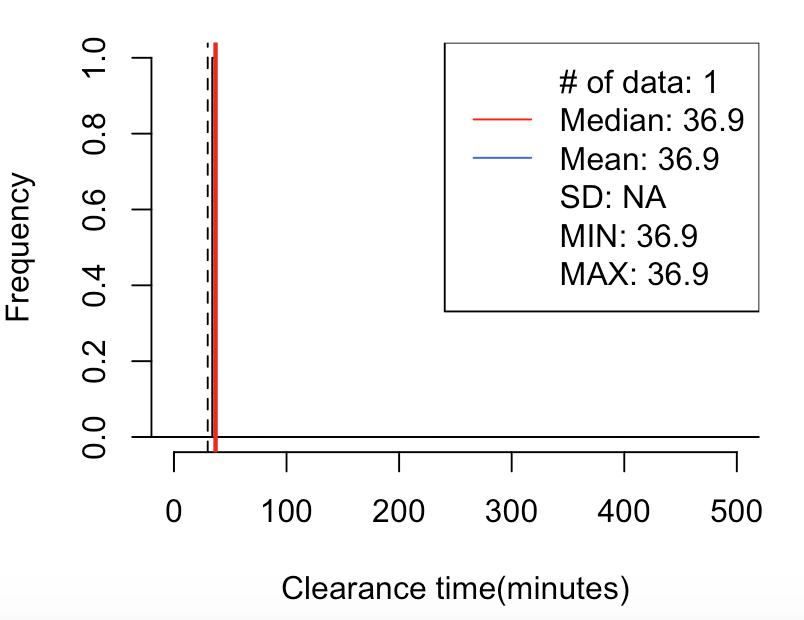 # of data: 1
Median: 36.9
Mean: 36.9
SD: NA
MIN: 36.9
MAX: 36.9
Frequency
1.0
0.8
0.6
0.4
0.2
0.0
0 100 200 300 400 500
Clearance time(minutes)